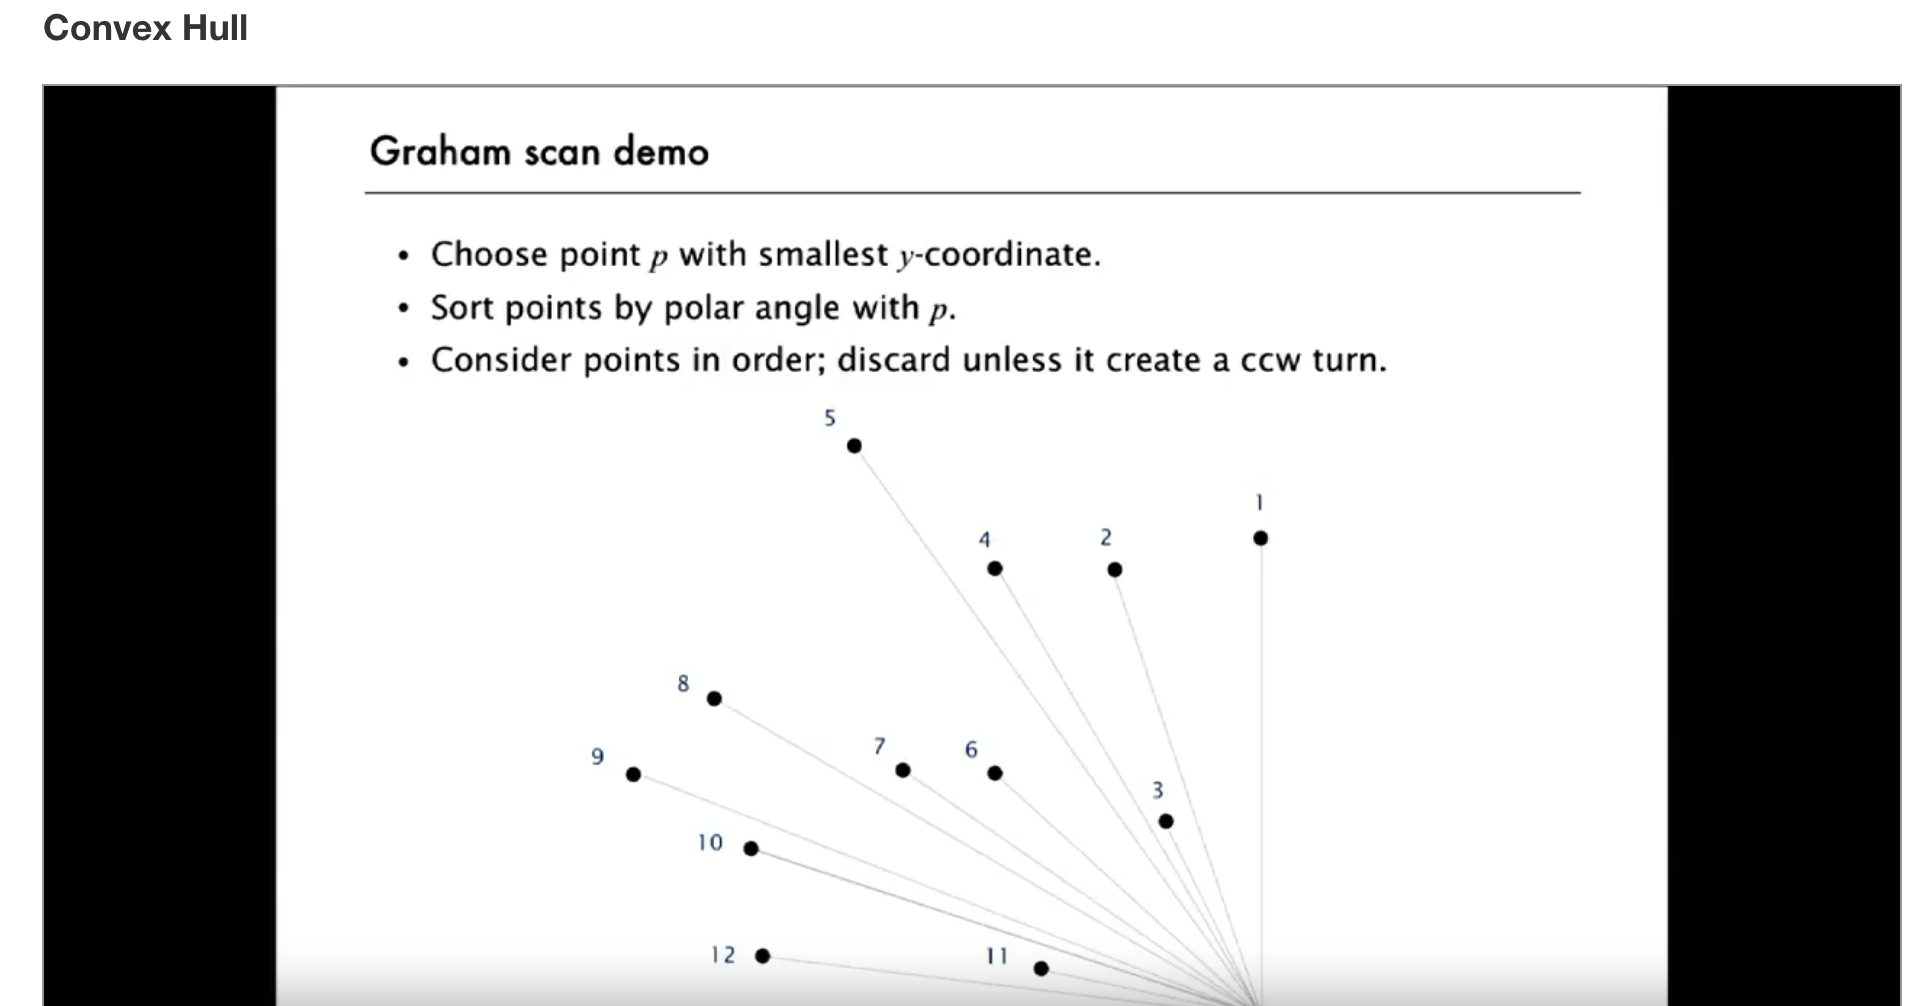 Convex Hull
Graham scan demo
• Choose point p with smallest y-coordinate.
• Sort points by polar angle with p.
• Consider points in order; discard unless it create a ccw turn.
5
1
4
2
8
7
6
9
3
10
12
11